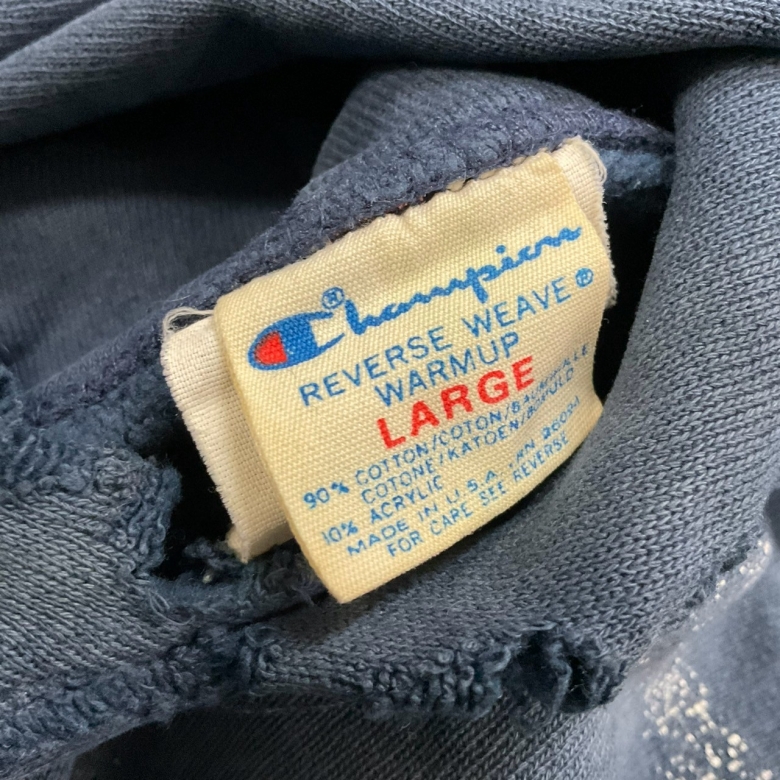 Champion®
REVERSE WEAVE®
WARMUP
LARGE
90% COTTON/COTON/BAUMWOLLE
COTONE/KATOEN/BOMULD
10% ACRYLIC
MADE IN U.S.A. RN 26094
FOR CARE SEE REVERSE